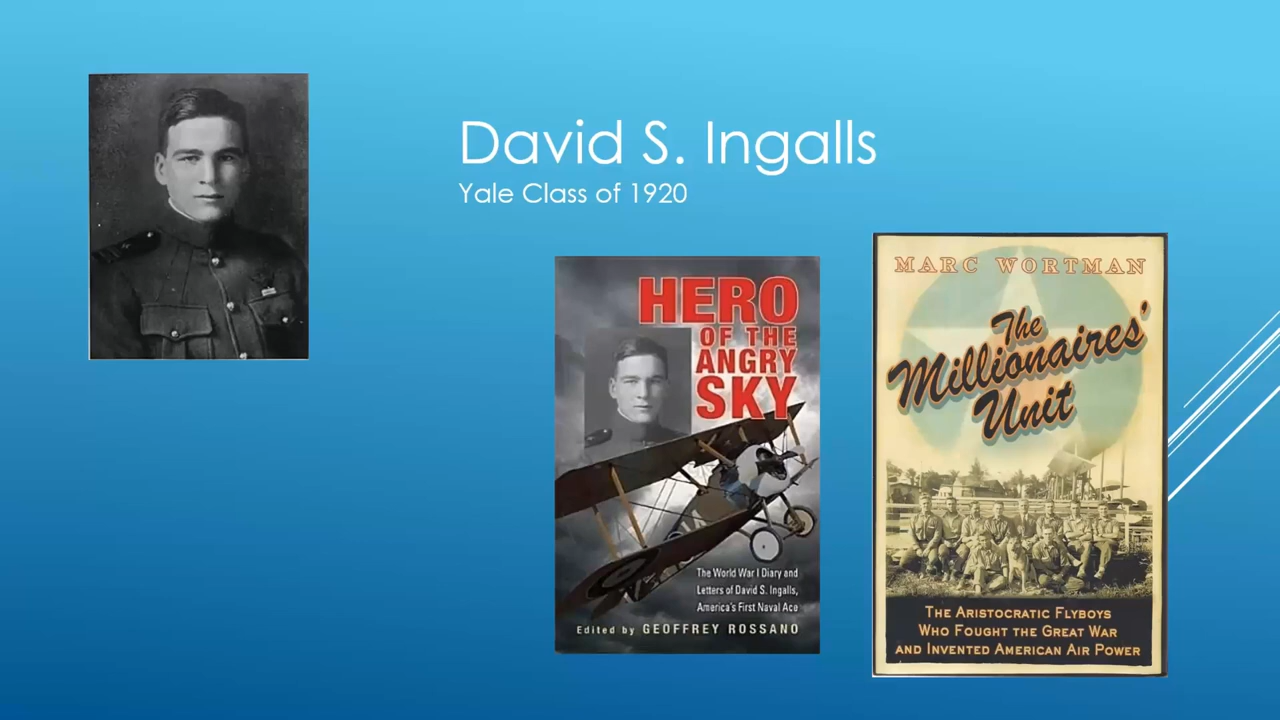 David S. Ingalls
Yale Class of 1920
HERO
OF THE
ANGRY
SKY
The World War I Diary and
Letters of David S. Ingalls,
America's First Naval Ace
Edited by GEOFFREY ROSSANO
MARC WORTMAN
The
Millionaires'
Unit
THE ARISTOCRATIC FLYBOYS
WHO FOUGHT THE GREAT WAR
AND INVENTED AMERICAN AIR POWER